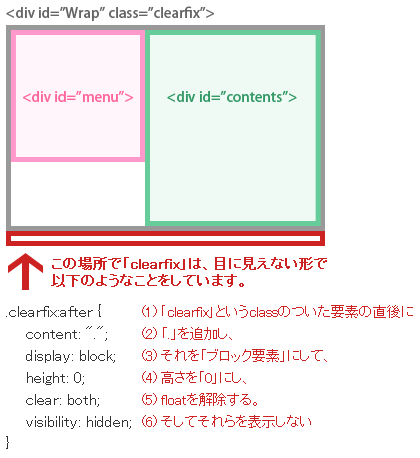 <div id="Wrap" class="clearfix">
<div id="menu">
<div id="contents">
この場所で「clearfix」は、目に見えない形で
以下のようなことをしています。
.clearfix:after { (1)「clearfix」というclassのついた要素の直後に
content: "."; (2)「.」を追加し、
display: block; (3) それを「ブロック要素」にして、
height: 0; (4) 高さを「0」にし、
clear: both; (5) floatを解除する。
visibility: hidden; (6) そしてそれらを表示しない
}